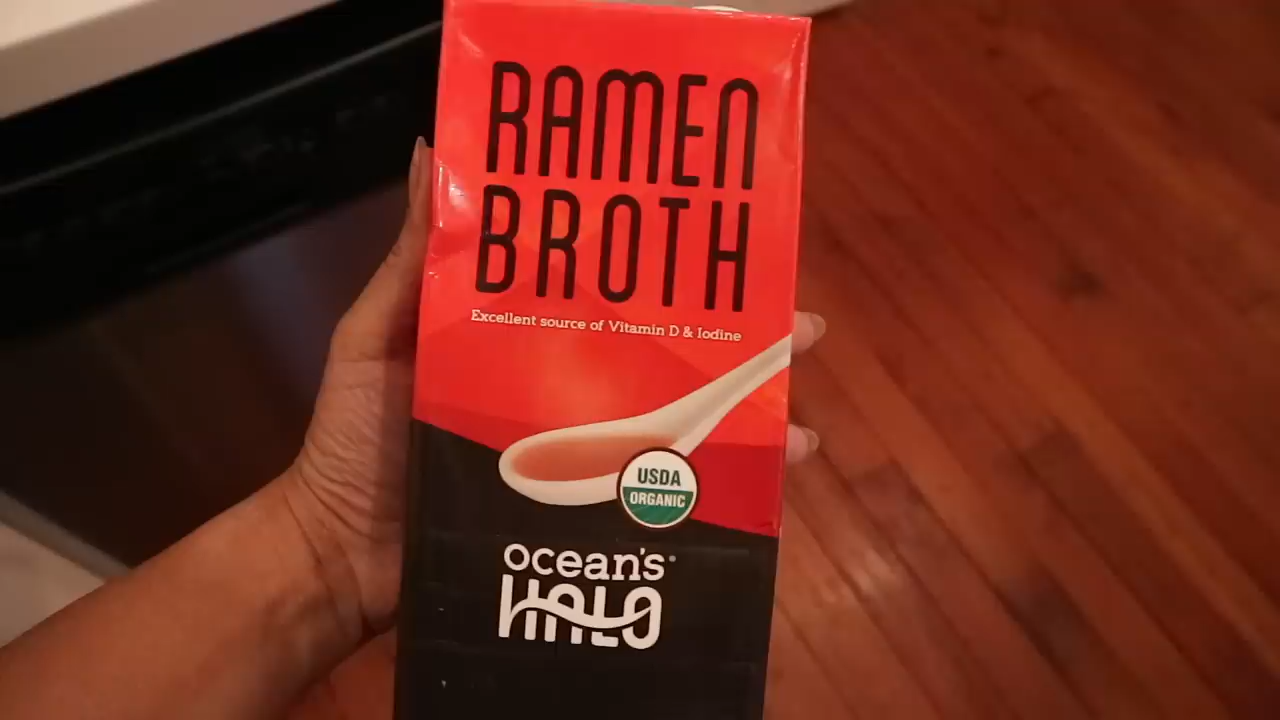 RAMEN
BROTH
Excellent source of Vitamin D & Iodine
USDA
ORGANIC
ocean's®
HALO